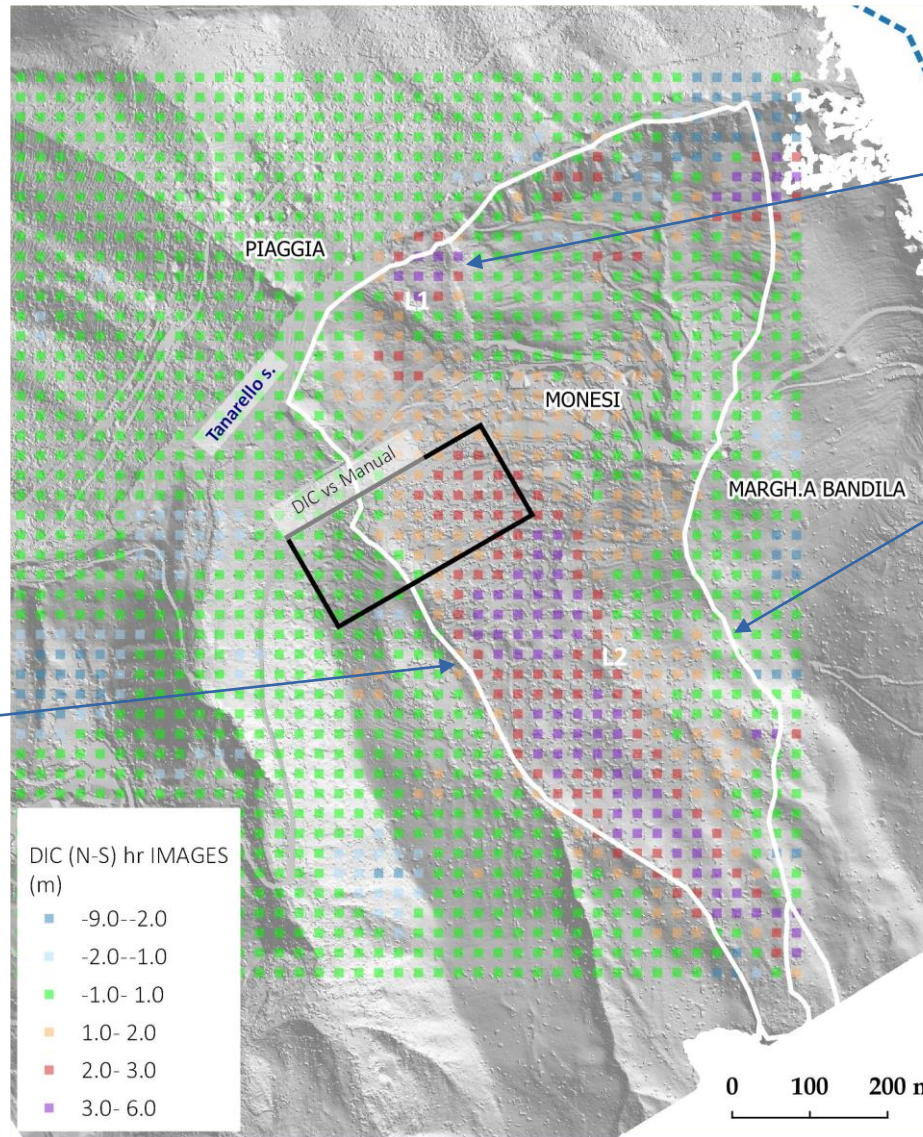 PIAGGIA
L1
Tanarello s.
MONESI
DIC vs Manual
MARGH.A BANDILA
L2
DIC (N-S) hr IMAGES
(m)
-9.0--2.0
-2.0--1.0
-1.0- 1.0
1.0- 2.0
2.0- 3.0
3.0- 6.0
0 100 200 m